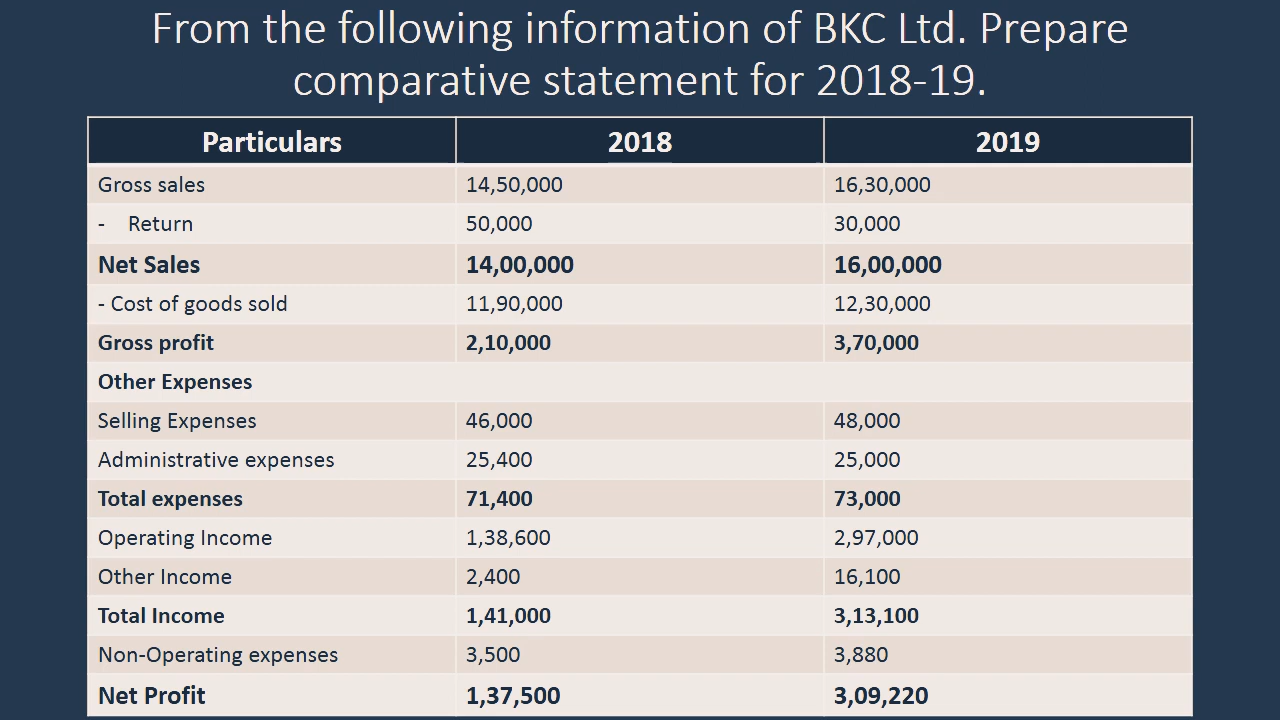 From the following information of BKC Ltd. Prepare
comparative statement for 2018-19.
Particulars 2018 2019
Gross sales 14,50,000 16,30,000
- Return 50,000 30,000
Net Sales 14,00,000 16,00,000
- Cost of goods sold 11,90,000 12,30,000
Gross profit 2,10,000 3,70,000
Other Expenses
Selling Expenses 46,000 48,000
Administrative expenses 25,400 25,000
Total expenses 71,400 73,000
Operating Income 1,38,600 2,97,000
Other Income 2,400 16,100
Total Income 1,41,000 3,13,100
Non-Operating expenses 3,500 3,880
Net Profit 1,37,500 3,09,220